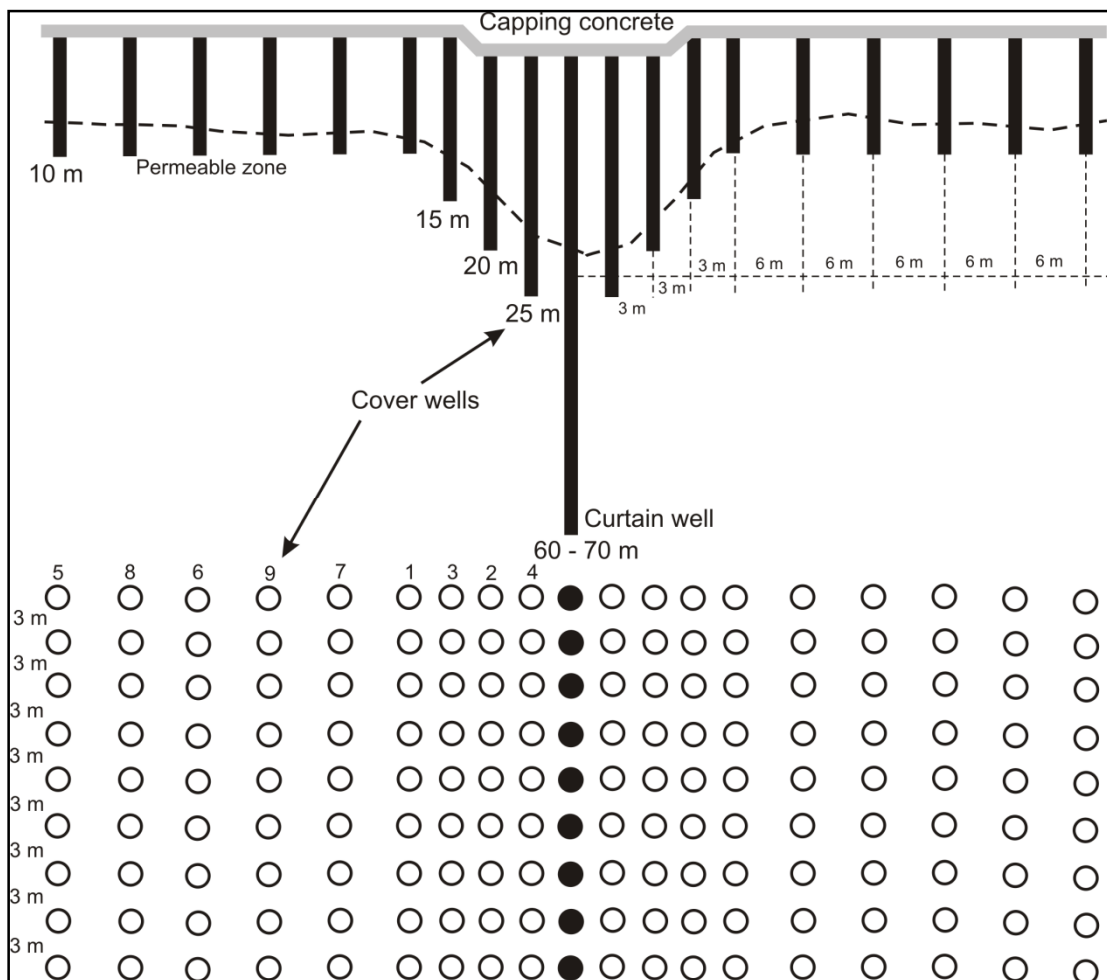 Capping concrete
Permeable zone
10 m
15 m
20 m
25 m
3 m
3 m
3 m
6 m
6 m
6 m
6 m
6 m
Cover wells
Curtain well
60 - 70 m
5 8 6 9 7 1 3 2 4
3 m
3 m
3 m
3 m
3 m
3 m
3 m
3 m